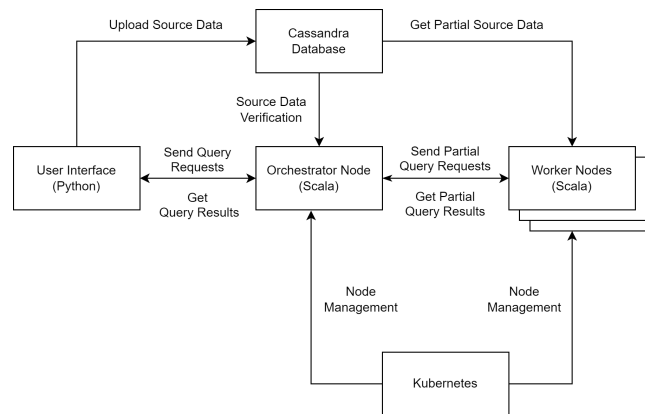 Upload Source Data
Cassandra
Database
Get Partial Source Data
Source Data
Verification
User Interface
(Python)
Send Query
Requests
Get
Query Results
Orchestrator Node
(Scala)
Send Partial
Query Requests
Get Partial
Query Results
Worker Nodes
(Scala)
Node
Management
Node
Management
Kubernetes